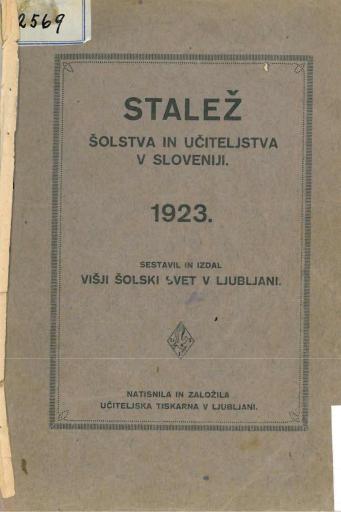 2569
STALEŽ
ŠOLSTVA IN UČITELJSTVA
V SLOVENIJI.
1923.
SESTAVIL IN IZDAL
VIŠJI ŠOLSKI SVET V LJUBLJANI.
NATISNILA IN ZALOŽILA
UČITELJSKA TISKARNA V LJUBLJANI.